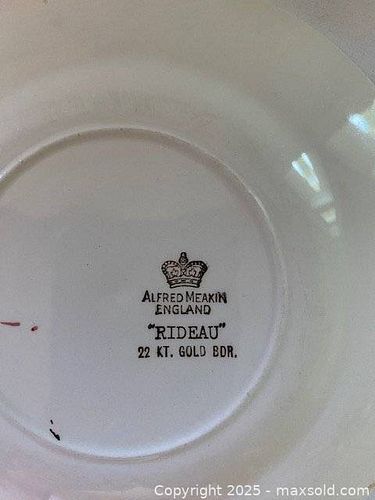 ALFRED MEAKIN
ENGLAND
"RIDEAU"
22 KT. GOLD BDR.
Copyright 2025 - maxsold.com